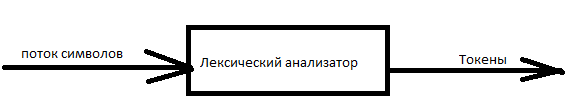 поток символов
Лексический анализатор
Токены